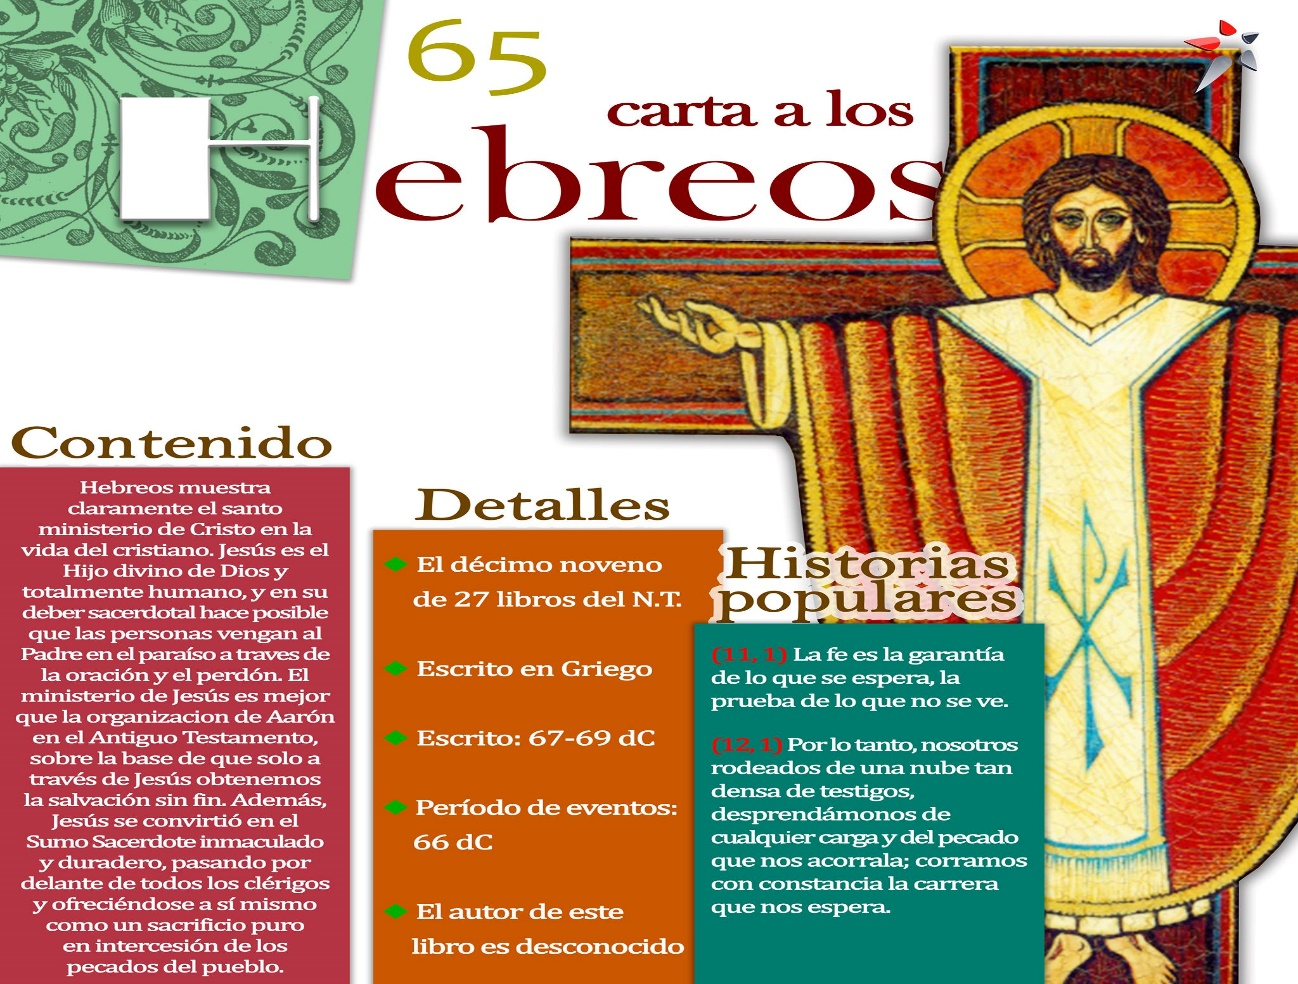 65
carta a los
Hebreos
Contenido
Hebreos muestra
claramente el santo
ministerio de Cristo en la
vida del cristiano. Jesús es el
Hijo divino de Dios y
totalmente humano, y en su
deber sacerdotal hace posible
que las personas vengan al
Padre en el paraíso a traves de
la oración y el perdón. El
ministerio de Jesús es mejor
que la organizacion de Aarón
en el Antiguo Testamento,
sobre la base de que solo a
través de Jesús obtenemos
la salvación sin fin. Además,
Jesús se convirtió en el
Sumo Sacerdote inmaculado
y duradero, pasando por
delante de todos los clérigos
y ofreciéndose a sí mismo
como un sacrificio puro
en intercesión de los
pecados del pueblo.
Detalles
El décimo noveno
de 27 libros del N.T.
Escrito en Griego
Escrito: 67-69 dC
Período de eventos:
66 dC
El autor de este
libro es desconocido
Historias
populares
(11, 1) La fe es la garantía
de lo que se espera, la
prueba de lo que no se ve.
(12, 1) Por lo tanto, nosotros
rodeados de una nube tan
densa de testigos,
desprendámonos de
cualquier carga y del pecado
que nos acorrala; corramos
con constancia la carrera
que nos espera.